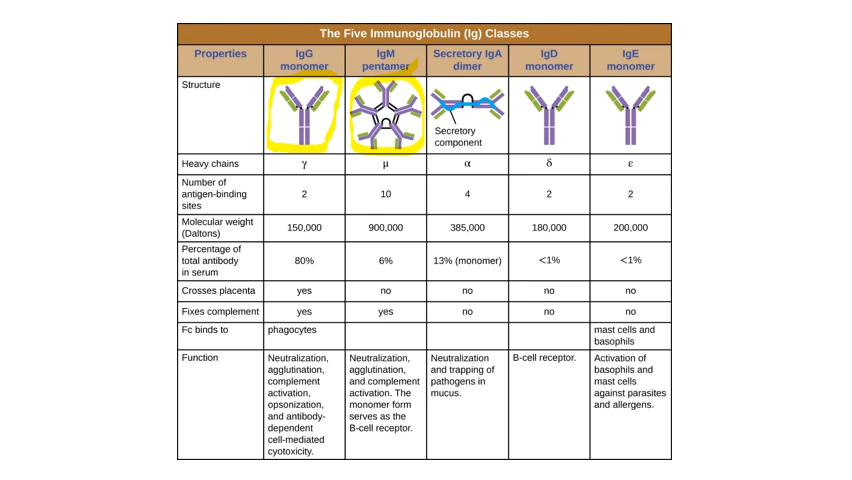 The Five Immunoglobulin (Ig) Classes
Properties
IgG
monomer
IgM
pentamer
Secretory IgA
dimer
IgD
monomer
IgE
monomer
Structure
Secretory
component
Heavy chains
γ
μ
α
δ
ε
Number of
antigen-binding
sites
2
10
4
2
2
Molecular weight
(Daltons)
150,000
900,000
385,000
180,000
200,000
Percentage of
total antibody
in serum
80%
6%
13% (monomer)
<1%
<1%
Crosses placenta
yes
no
no
no
no
Fixes complement
yes
yes
no
no
no
Fc binds to
phagocytes
mast cells and
basophils
Function
Neutralization,
agglutination,
complement
activation,
opsonization,
and antibody-
dependent
cell-mediated
cyotoxicity.
Neutralization,
agglutination,
and complement
activation. The
monomer form
serves as the
B-cell receptor.
Neutralization
and trapping of
pathogens in
mucus.
B-cell receptor.
Activation of
basophils and
mast cells
against parasites
and allergens.